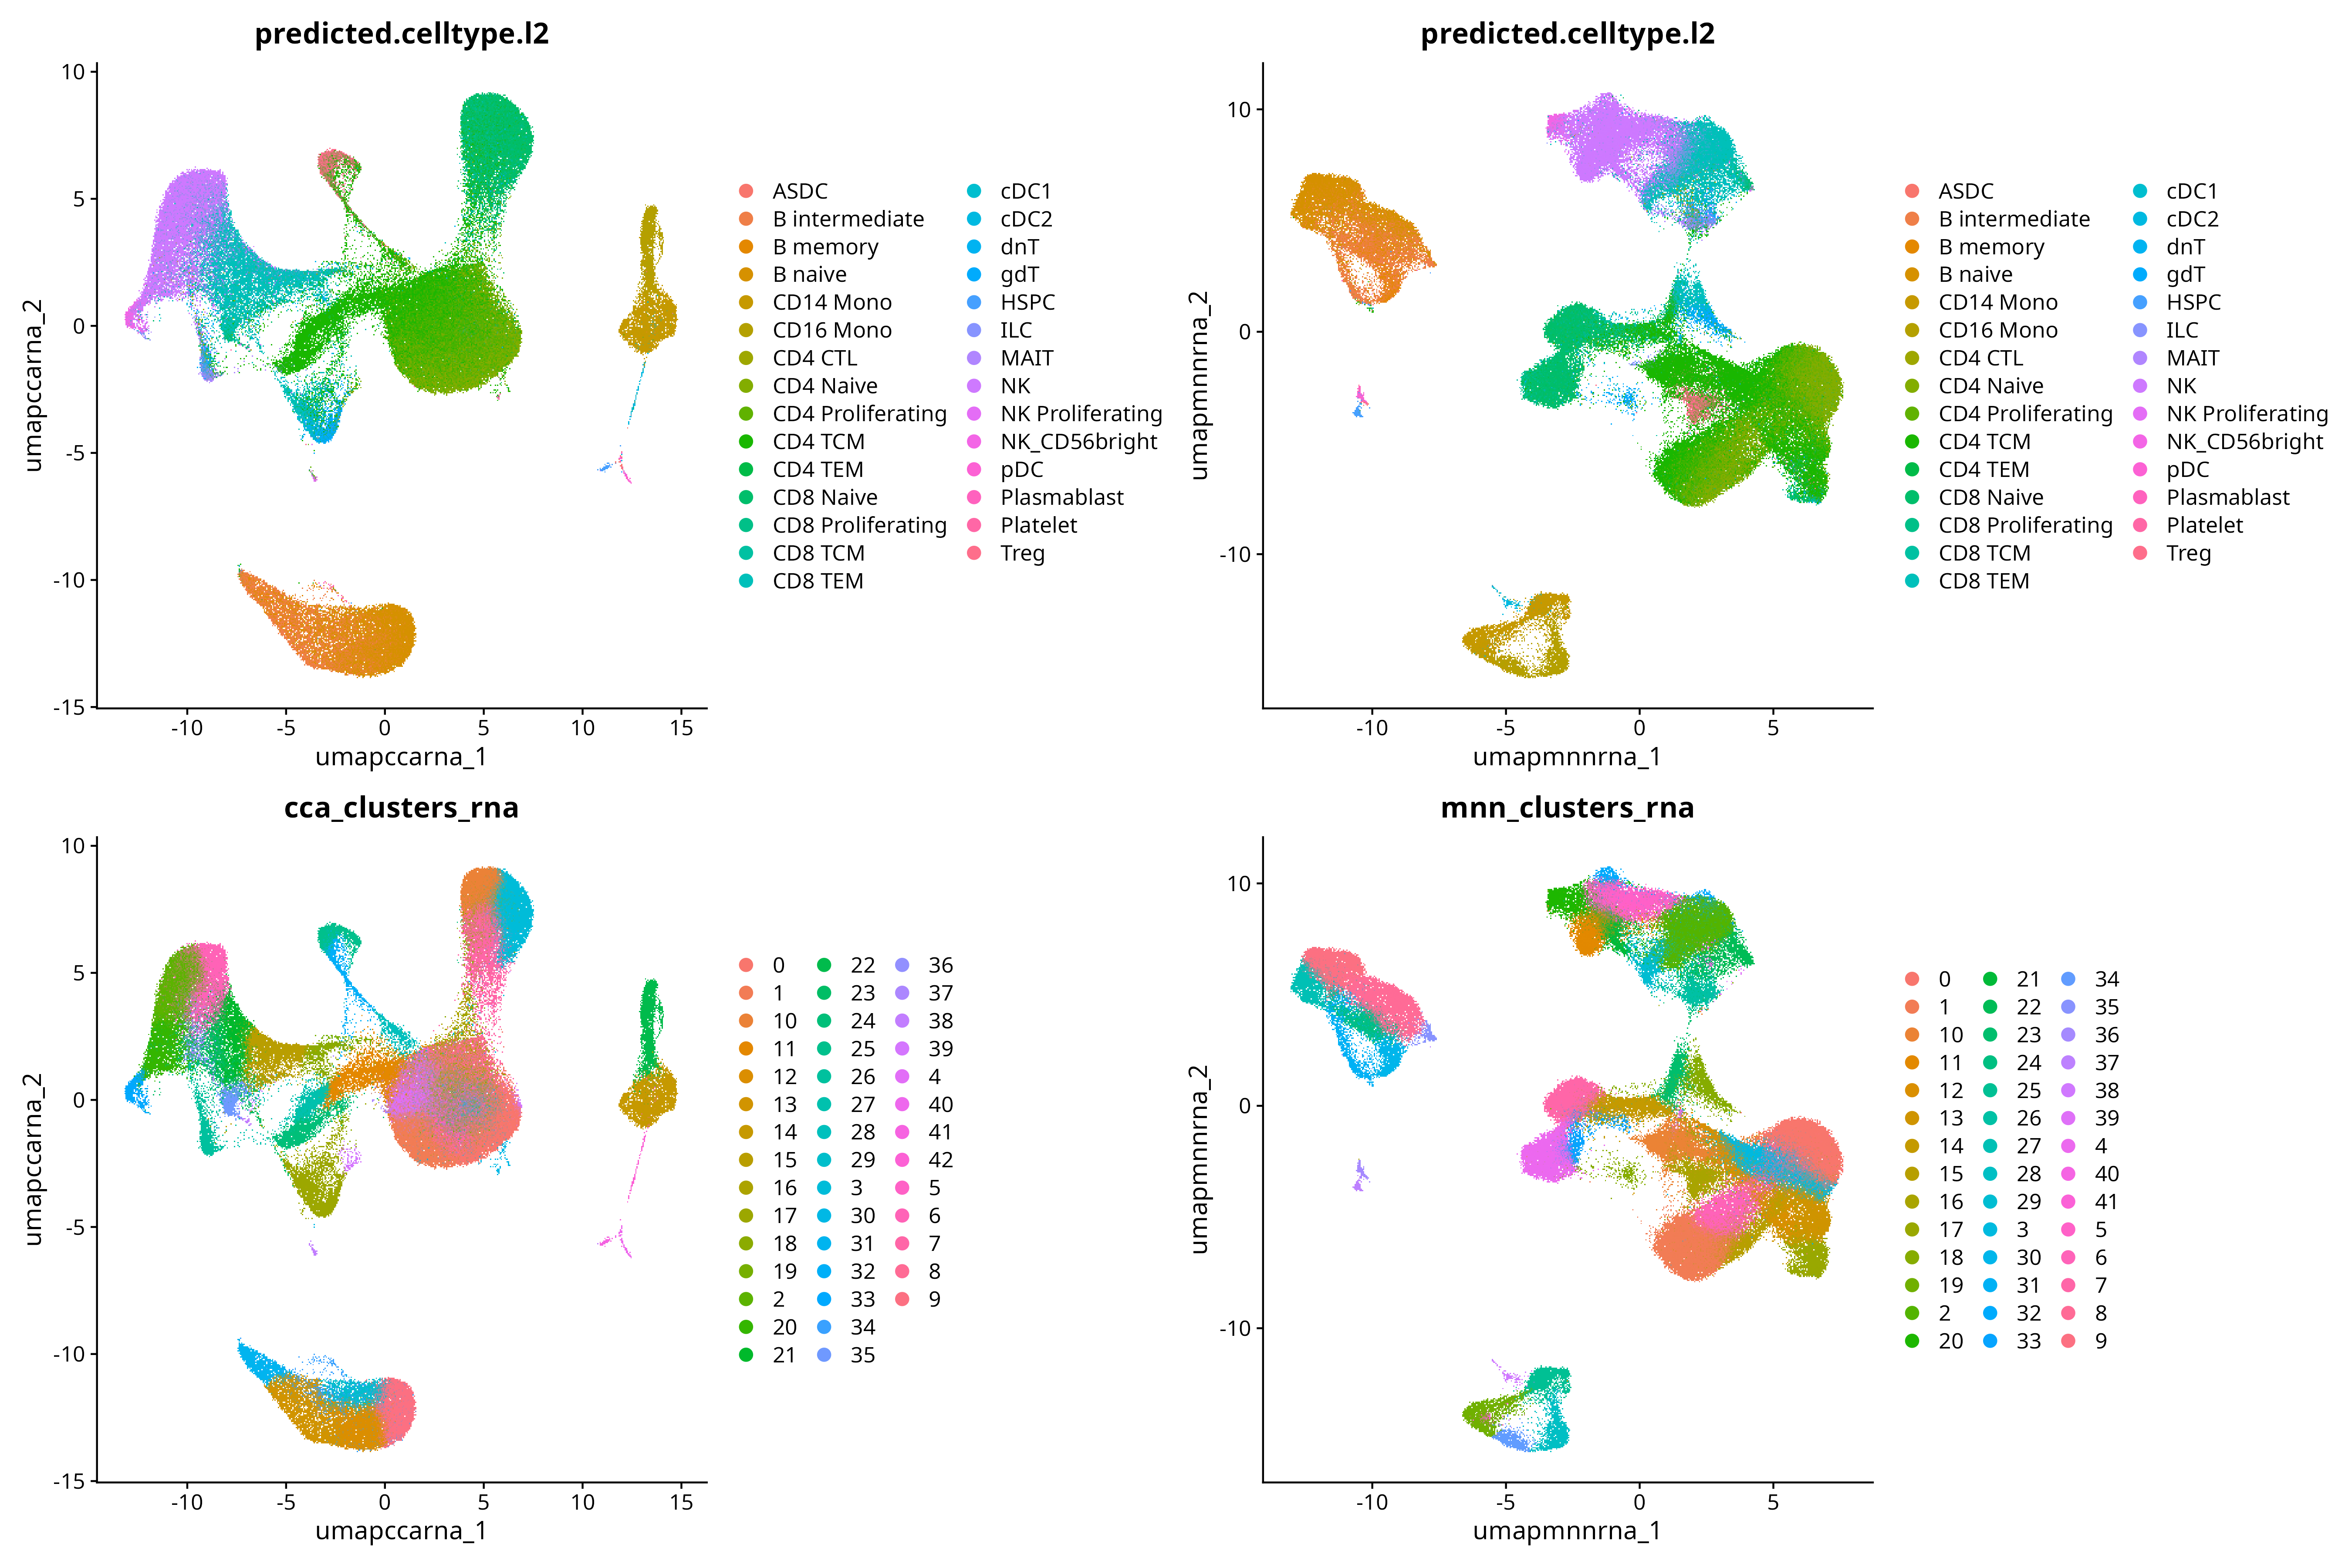 predicted.celltype.l2
10
5
0
-5
-10
-15
-10
-5
0
5
10
15
umapccarna_2
umapccarna_1
ASDC
B intermediate
B memory
B naive
CD14 Mono
CD16 Mono
CD4 CTL
CD4 Naive
CD4 Proliferating
CD4 TCM
CD4 TEM
CD8 Naive
CD8 Proliferating
CD8 TCM
CD8 TEM
cDC1
cDC2
dnT
gdT
HSPC
ILC
MAIT
NK
NK Proliferating
NK_CD56bright
pDC
Plasmablast
Platelet
Treg
predicted.celltype.l2
10
0
-10
-10
-5
0
5
umapmnnrna_2
umapmnnrna_1
ASDC
B intermediate
B memory
B naive
CD14 Mono
CD16 Mono
CD4 CTL
CD4 Naive
CD4 Proliferating
CD4 TCM
CD4 TEM
CD8 Naive
CD8 Proliferating
CD8 TCM
CD8 TEM
cDC1
cDC2
dnT
gdT
HSPC
ILC
MAIT
NK
NK Proliferating
NK_CD56bright
pDC
Plasmablast
Platelet
Treg
cca_clusters_rna
10
5
0
-5
-10
-15
-10
-5
0
5
10
15
umapccarna_2
umapccarna_1
0
1
10
11
12
13
14
15
16
17
18
19
2
20
21
22
23
24
25
26
27
28
29
3
30
31
32
33
34
35
36
37
38
39
4
40
41
42
5
6
7
8
9
mnn_clusters_rna
10
0
-10
-10
-5
0
5
umapmnnrna_2
umapmnnrna_1
0
1
10
11
12
13
14
15
16
17
18
19
2
20
21
22
23
24
25
26
27
28
29
3
30
31
32
33
34
35
36
37
38
39
4
40
41
5
6
7
8
9